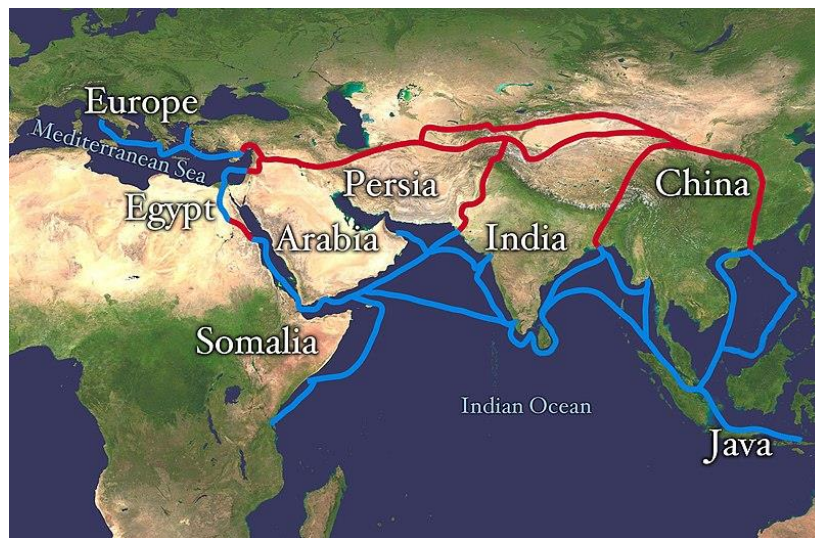 Europe
Mediterranean Sea
Egypt
Persia
China
Arabia
India
Somalia
Indian Ocean
Java